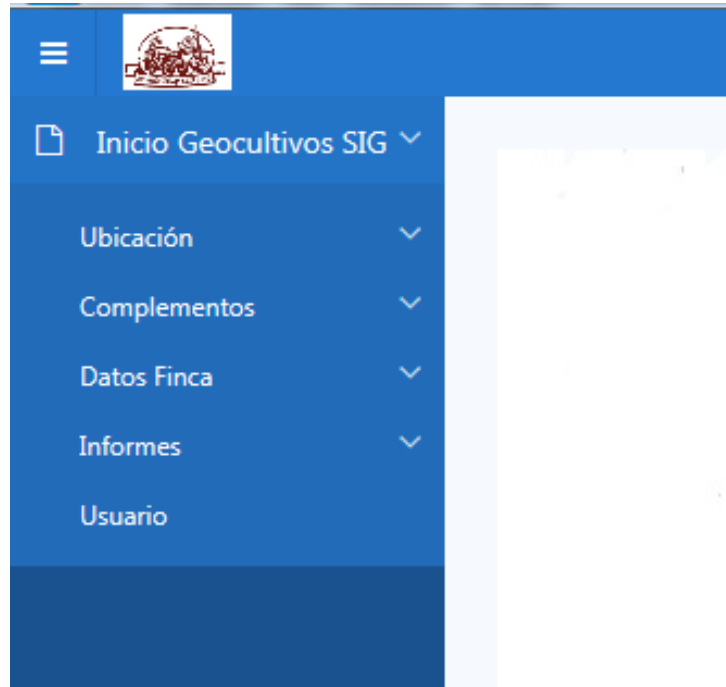 Inicio Geocultivos SIG
Ubicación
Complementos
Datos Finca
Informes
Usuario